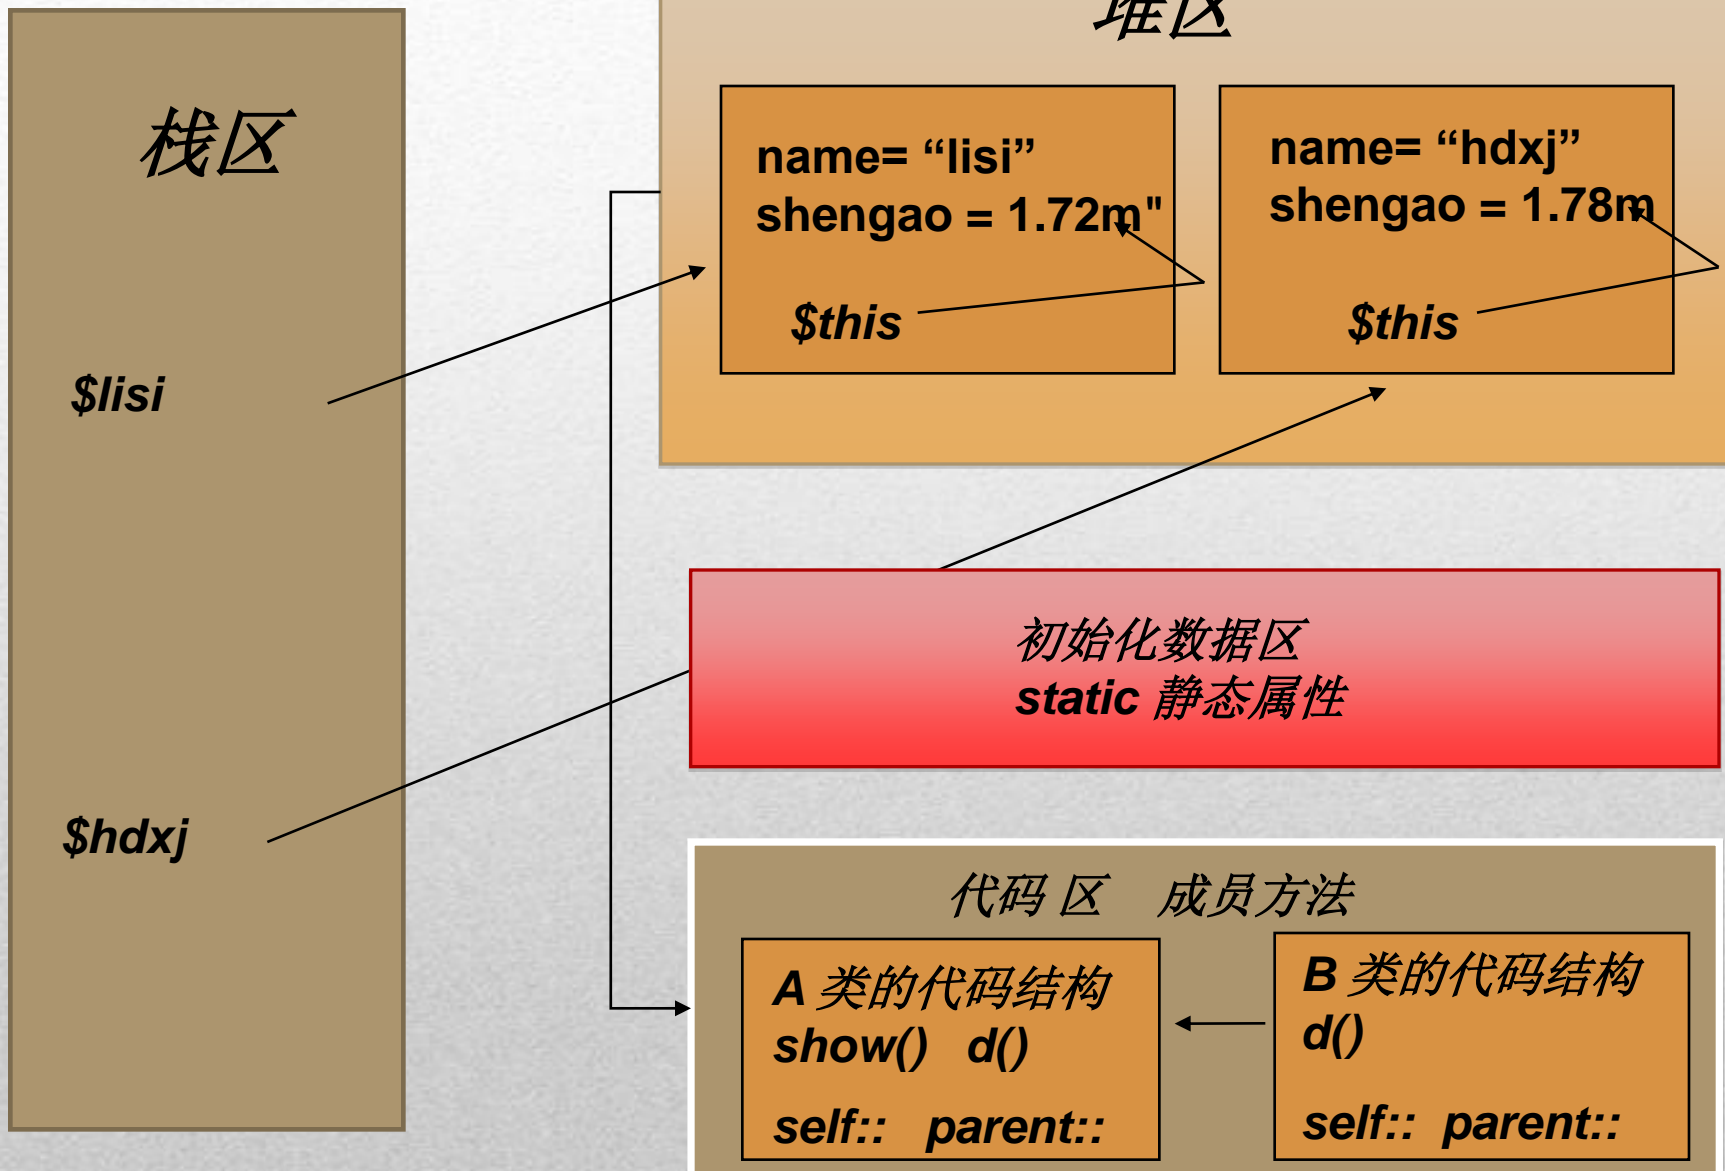 堆区
栈区
name= “lisi”
shengao = 1.72m"
$this
name= “hdxj”
shengao = 1.78m
$this
$lisi
初始化数据区
static 静态属性
$hdxj
代码 区 成员方法
A 类的代码结构
show() d()
self:: parent::
B 类的代码结构
d()
self:: parent::